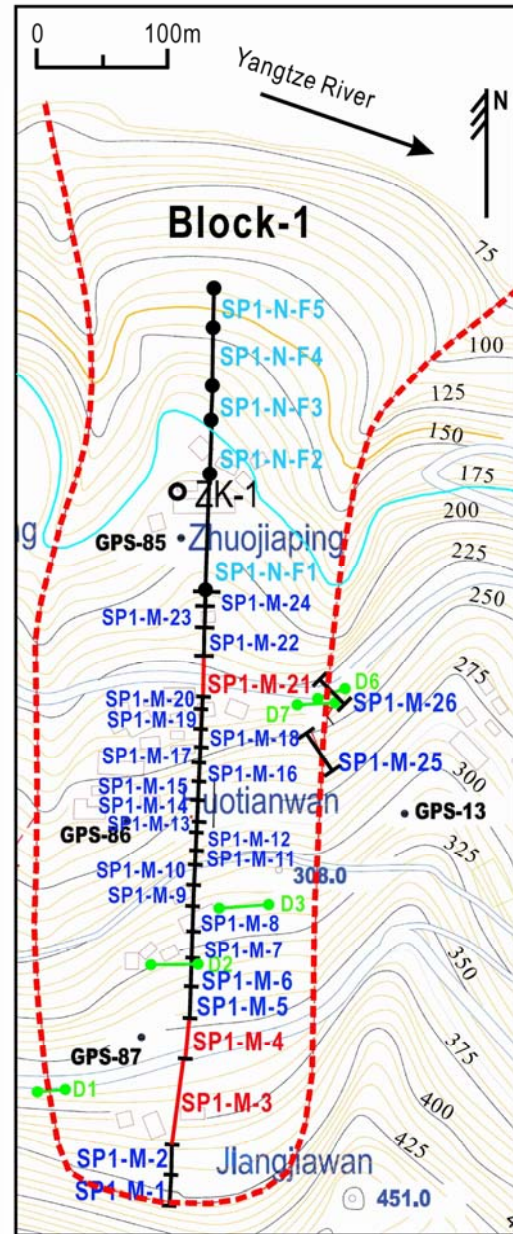 0 100m
Yangtze River
N
Block-1
75
SP1-N-F5
100
SP1-N-F4
125
SP1-N-F3
150
SP1-N-F2
175
ZK-1
200
GPS-85
Zhuojiaping
225
SP1-N-F1
250
SP1-M-24
SP1-M-23
SP1-M-22
275
SP1-M-21
D6
SP1-M-20
SP1-M-26
D7
SP1-M-19
SP1-M-18
SP1-M-17
SP1-M-25
SP1-M-16
300
SP1-M-15
SP1-M-14
uotianwan
GPS-13
SP1-M-13
GPS-86
325
SP1-M-12
SP1-M-11
SP1-M-10
308.0
SP1-M-9
D3
SP1-M-8
350
SP1-M-7
D2
SP1-M-6
SP1-M-5
375
SP1-M-4
GPS-87
D1
400
SP1-M-3
425
SP1-M-2
Jiangjiawan
SP1-M-1
451.0